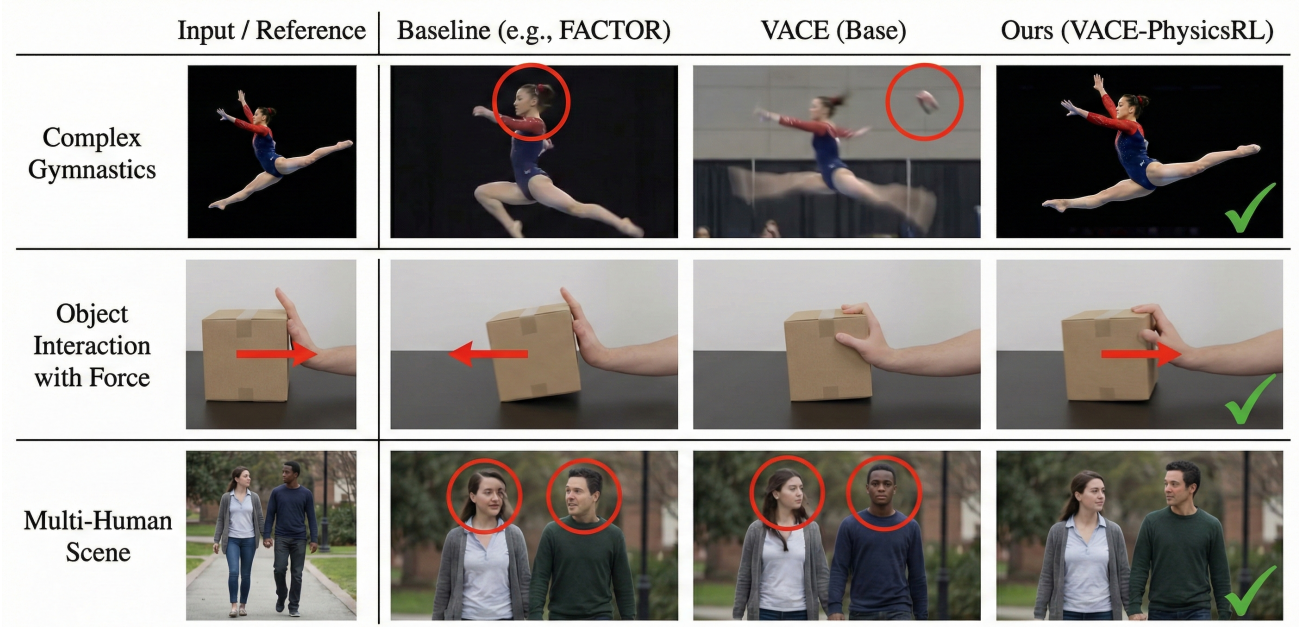 Input / Reference
Baseline (e.g., FACTOR)
VACE (Base)
Ours (VACE-PhysicsRL)
Complex
Gymnastics
Object
Interaction
with Force
Multi-Human
Scene